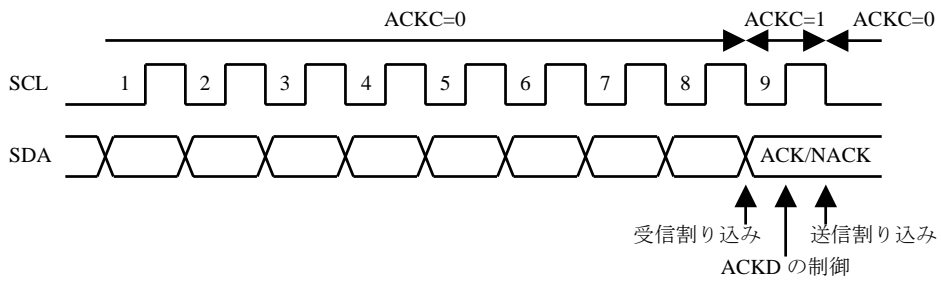 ACKC=0 ACKC=1 ACKC=0
SCL 1 2 3 4 5 6 7 8 9
SDA ACK/NACK
受信割り込み 送信割り込み
ACKD の制御